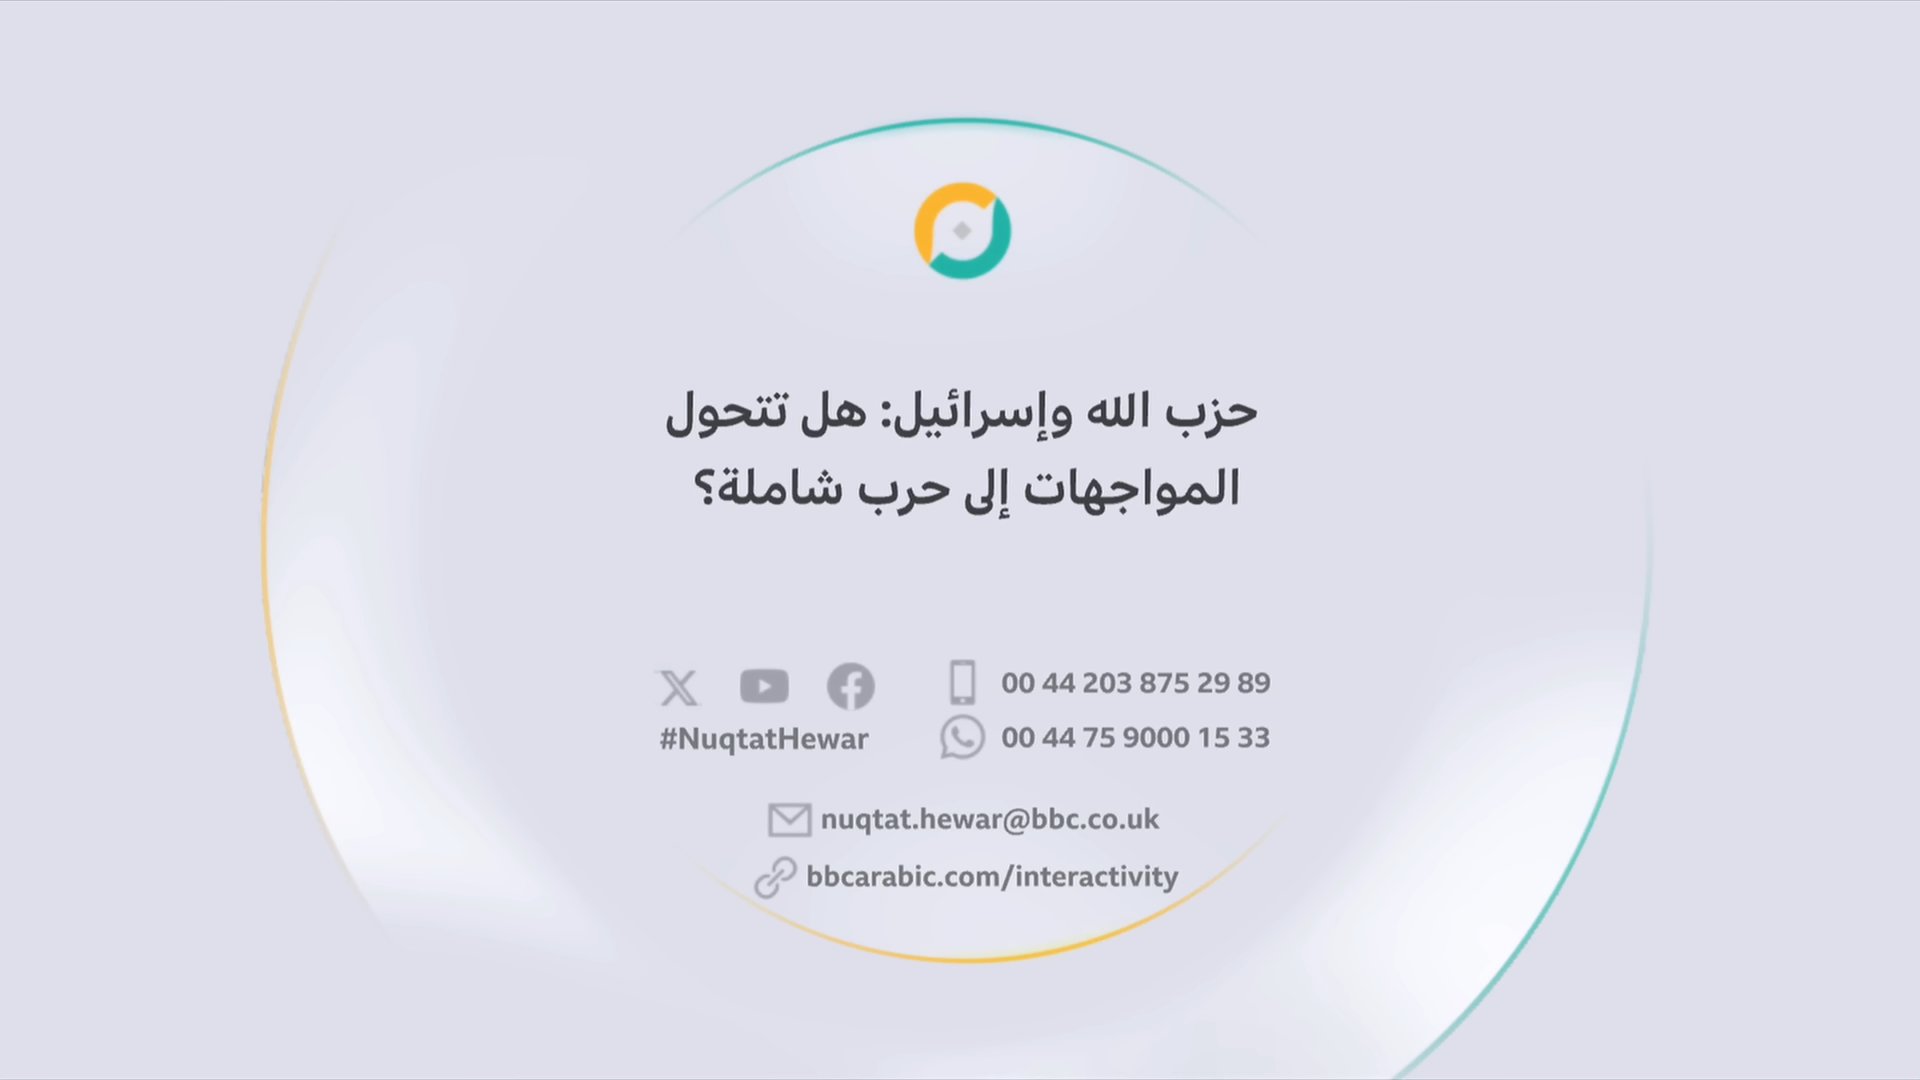 حزب الله وإسرائيل: هل تتحول
المواجهات إلى حرب شاملة؟
00 44 203 875 29 89
#NuqtatHewar
00 44 75 9000 15 33
nuqtat.hewar@bbc.co.uk
bbcarabic.com/interactivity